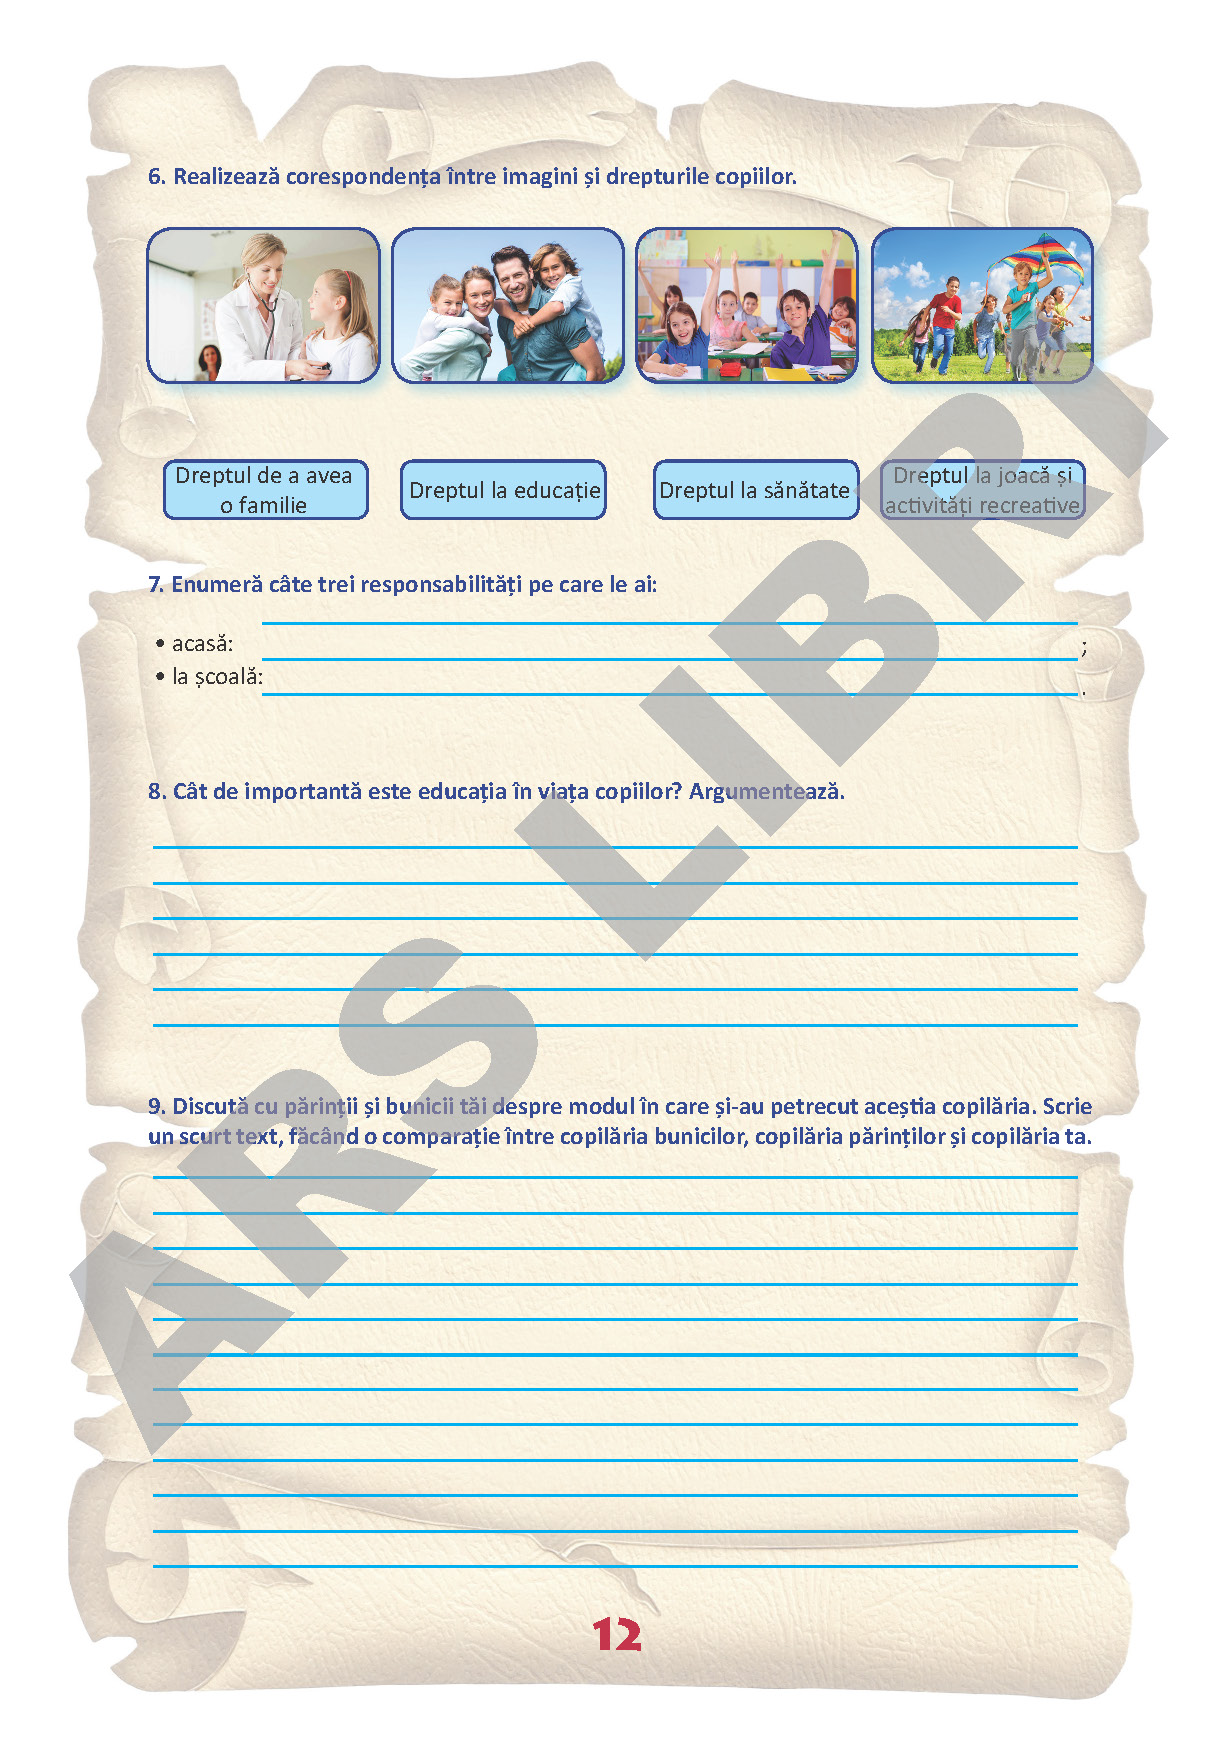 6. Realizează corespondența între imagini și drepturile copiilor.
Dreptul de a avea
o familie
Dreptul la educație
Dreptul la sănătate
Dreptul la joacă și
activități recreative
7. Enumeră câte trei responsabilități pe care le ai:
• acasă: ;
• la școală: .
8. Cât de importantă este educația în viața copiilor? Argumentează.
9. Discută cu părinții și bunicii tăi despre modul în care și-au petrecut aceștia copilăria. Scrie
un scurt text, făcând o comparație între copilăria bunicilor, copilăria părinților și copilăria ta.
ARS LIBRI
12